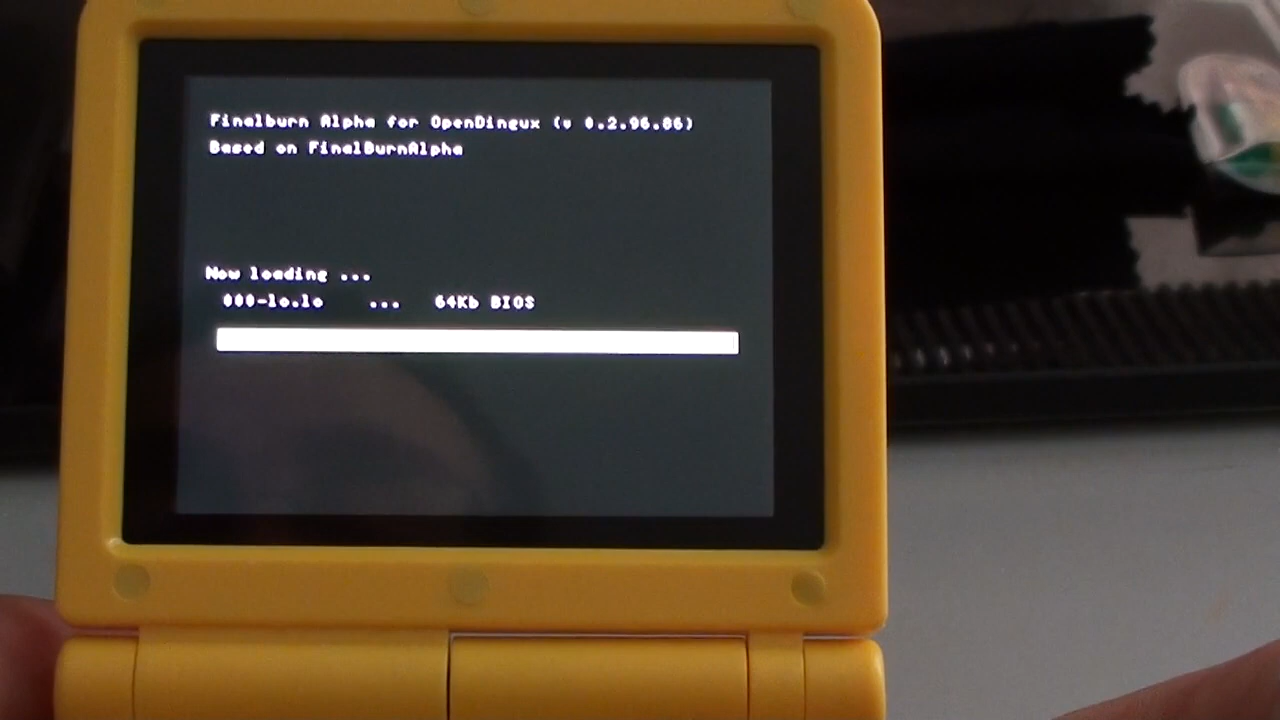 Finalburn Alpha for OpenDingux (v 0.2.96.86)
Based on FinalBurnAlpha
Now loading ...
000-lo.lo ... 64Kb BIOS